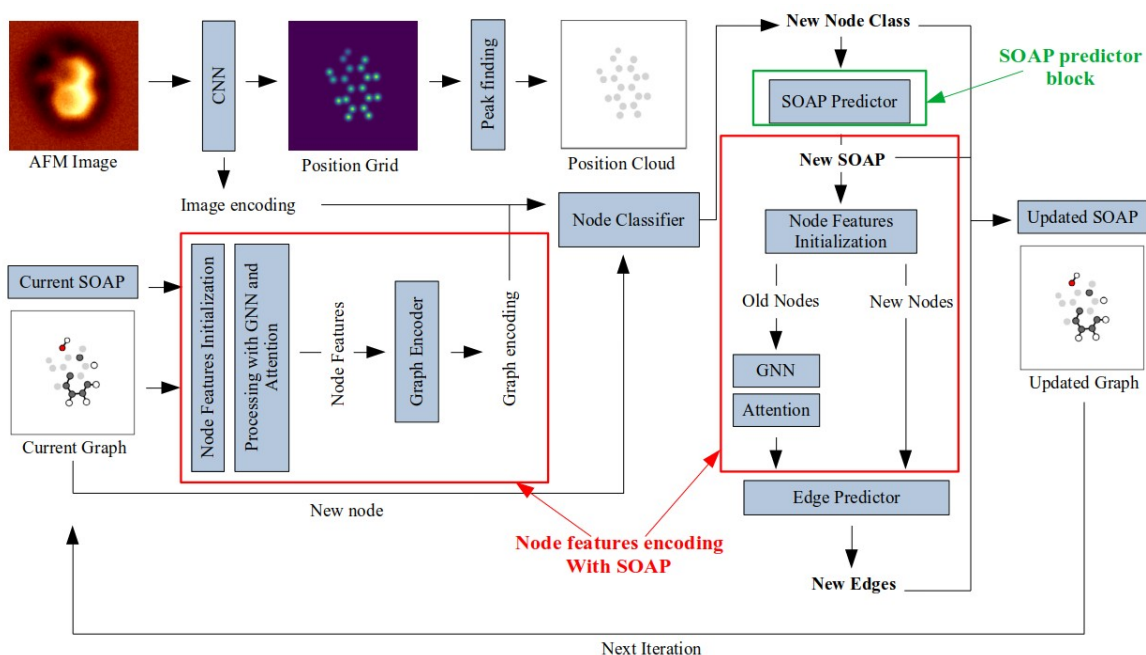 AFM Image
CNN
Position Grid
Peak finding
Position Cloud
New Node Class
SOAP Predictor
SOAP predictor
block
Image encoding
Node Classifier
New SOAP
Node Features
Initialization
Old Nodes
New Nodes
GNN
Attention
Edge Predictor
New Edges
Current SOAP
Current Graph
Node Features Initialization
Processing with GNN and
Attention
Node Features
Graph Encoder
Graph encoding
New node
Node features encoding
With SOAP
Updated SOAP
Updated Graph
Next Iteration